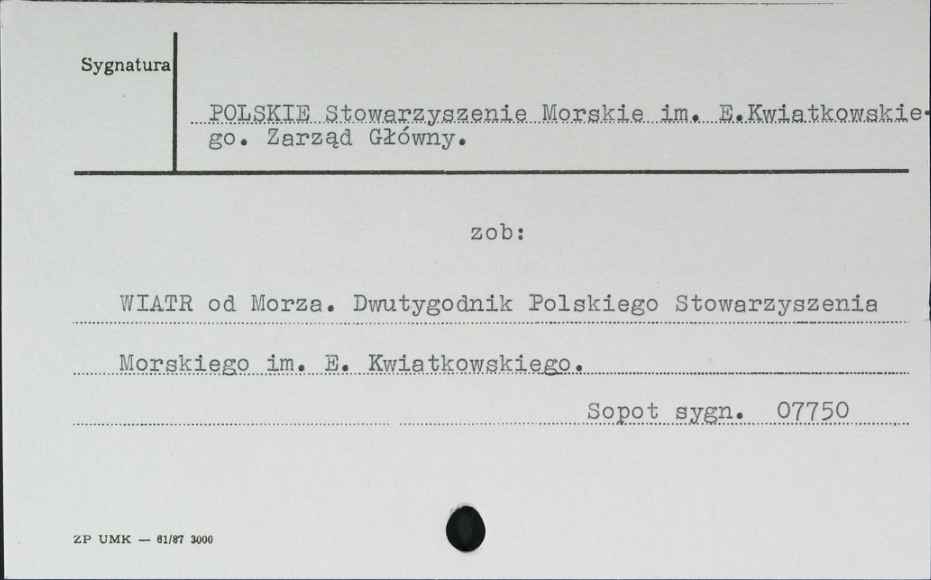 Sygnatura
POLSKIE Stowarzyszenie Morskie im. E.Kwiatkowskie-
go. Zarząd Główny.
zob:
WIATR od Morza. Dwutygodnik Polskiego Stowarzyszenia
Morskiego im. E. Kwiatkowskiego.
Sopot sygn. 07750
ZP UMK — 61/87 3000